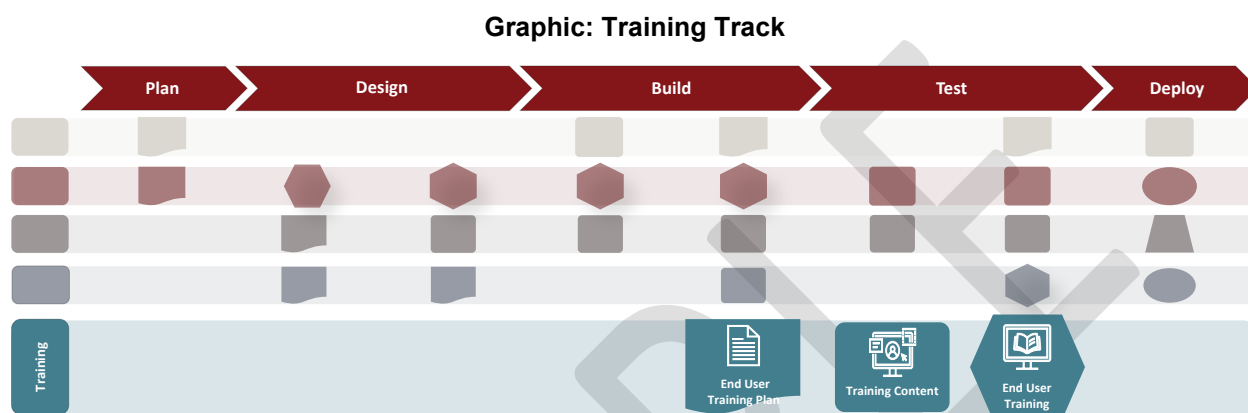 Graphic: Training Track
Plan
Design
Build
Test
Deploy
Training
End User
Training Plan
Training Content
End User
Training